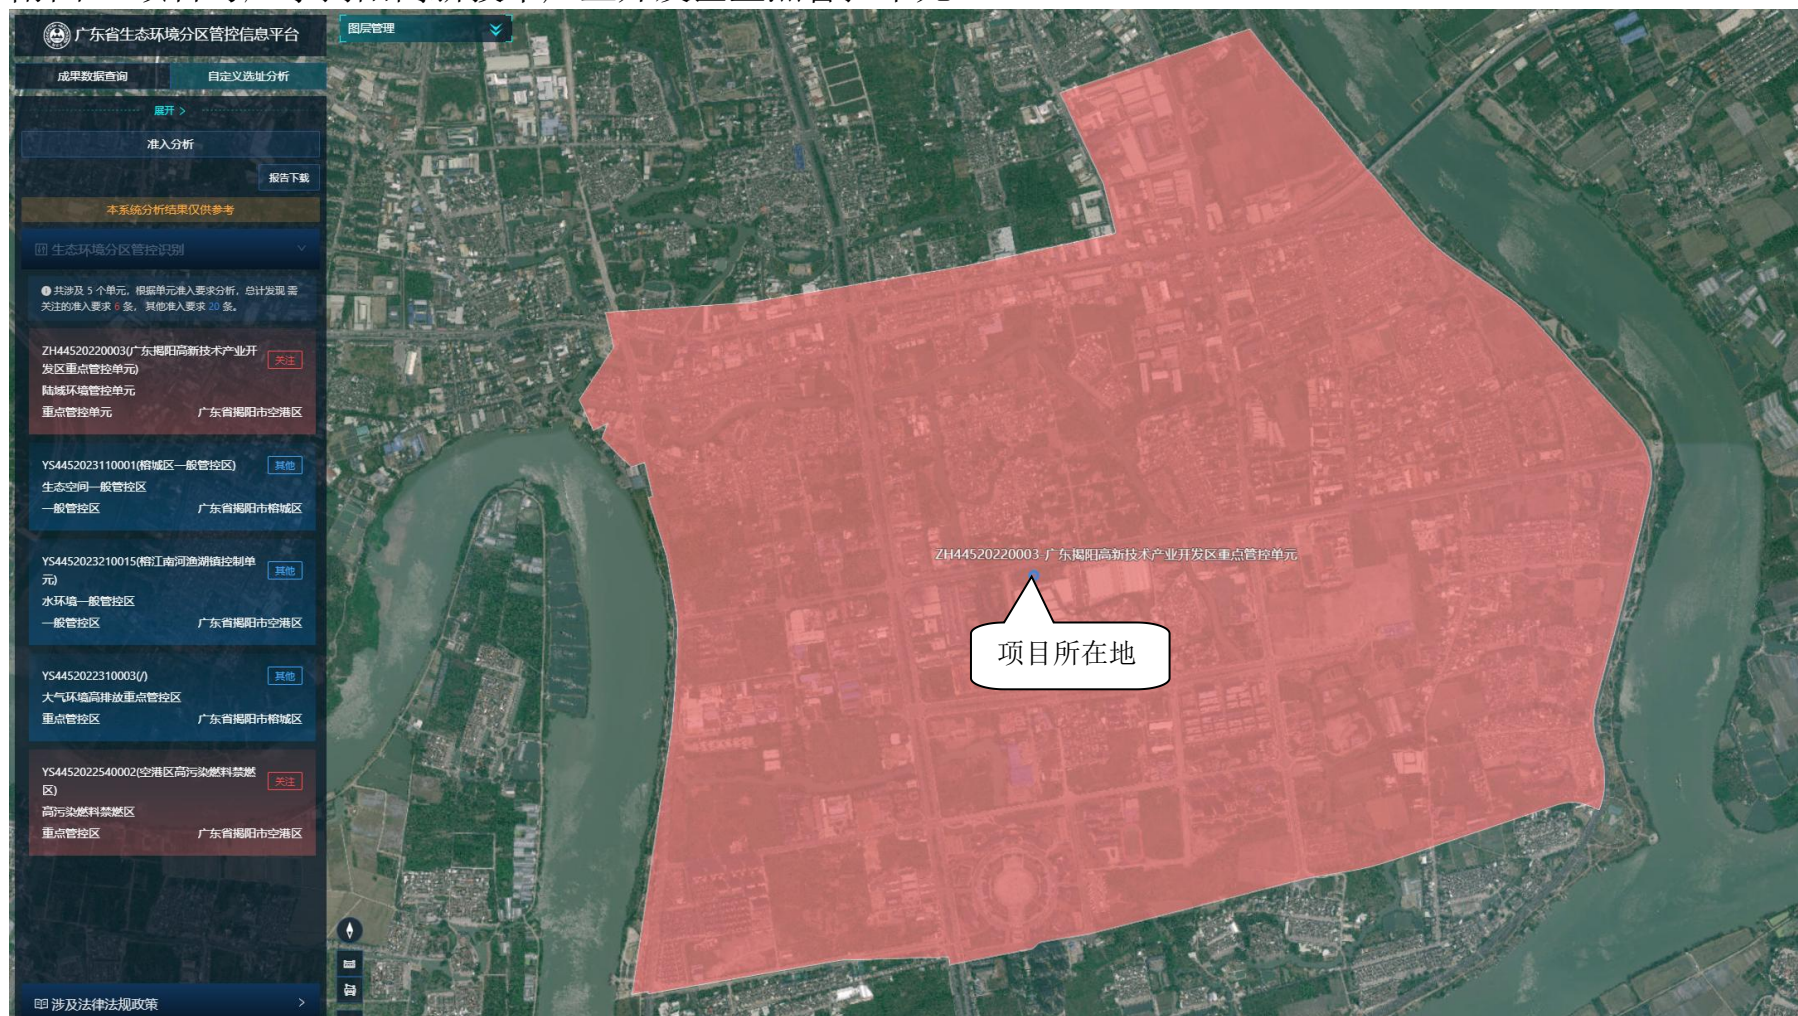 广东省生态环境分区管控信息平台
图层管理
成果数据查询
自定义选址分析
展开 >
准入分析
报告下载
本系统分析结果仅供参考
生态环境分区管控识别
共涉及 5 个单元，根据单元准入要求分析，总计发现 需
关注的准入要求 6 条，其他准入要求 20 条。
ZH44520220003(广东揭阳高新技术产业开
发区重点管控单元)
关注
陆域环境管控单元
重点管控单元 广东省揭阳市空港区
YS4452023110001(榕城区一般管控区)
其他
生态空间一般管控区
一般管控区 广东省揭阳市榕城区
YS4452023210015(榕江南河渔湖镇控制单
元)
其他
水环境一般管控区
一般管控区 广东省揭阳市空港区
YS4452022310003(/)
其他
大气环境高排放重点管控区
重点管控区 广东省揭阳市榕城区
YS4452022540002(空港区高污染燃料禁燃
区)
关注
高污染燃料禁燃区
重点管控区 广东省揭阳市空港区
涉及法律法规政策 >
ZH44520220003-广东揭阳高新技术产业开发区重点管控单元
项目所在地